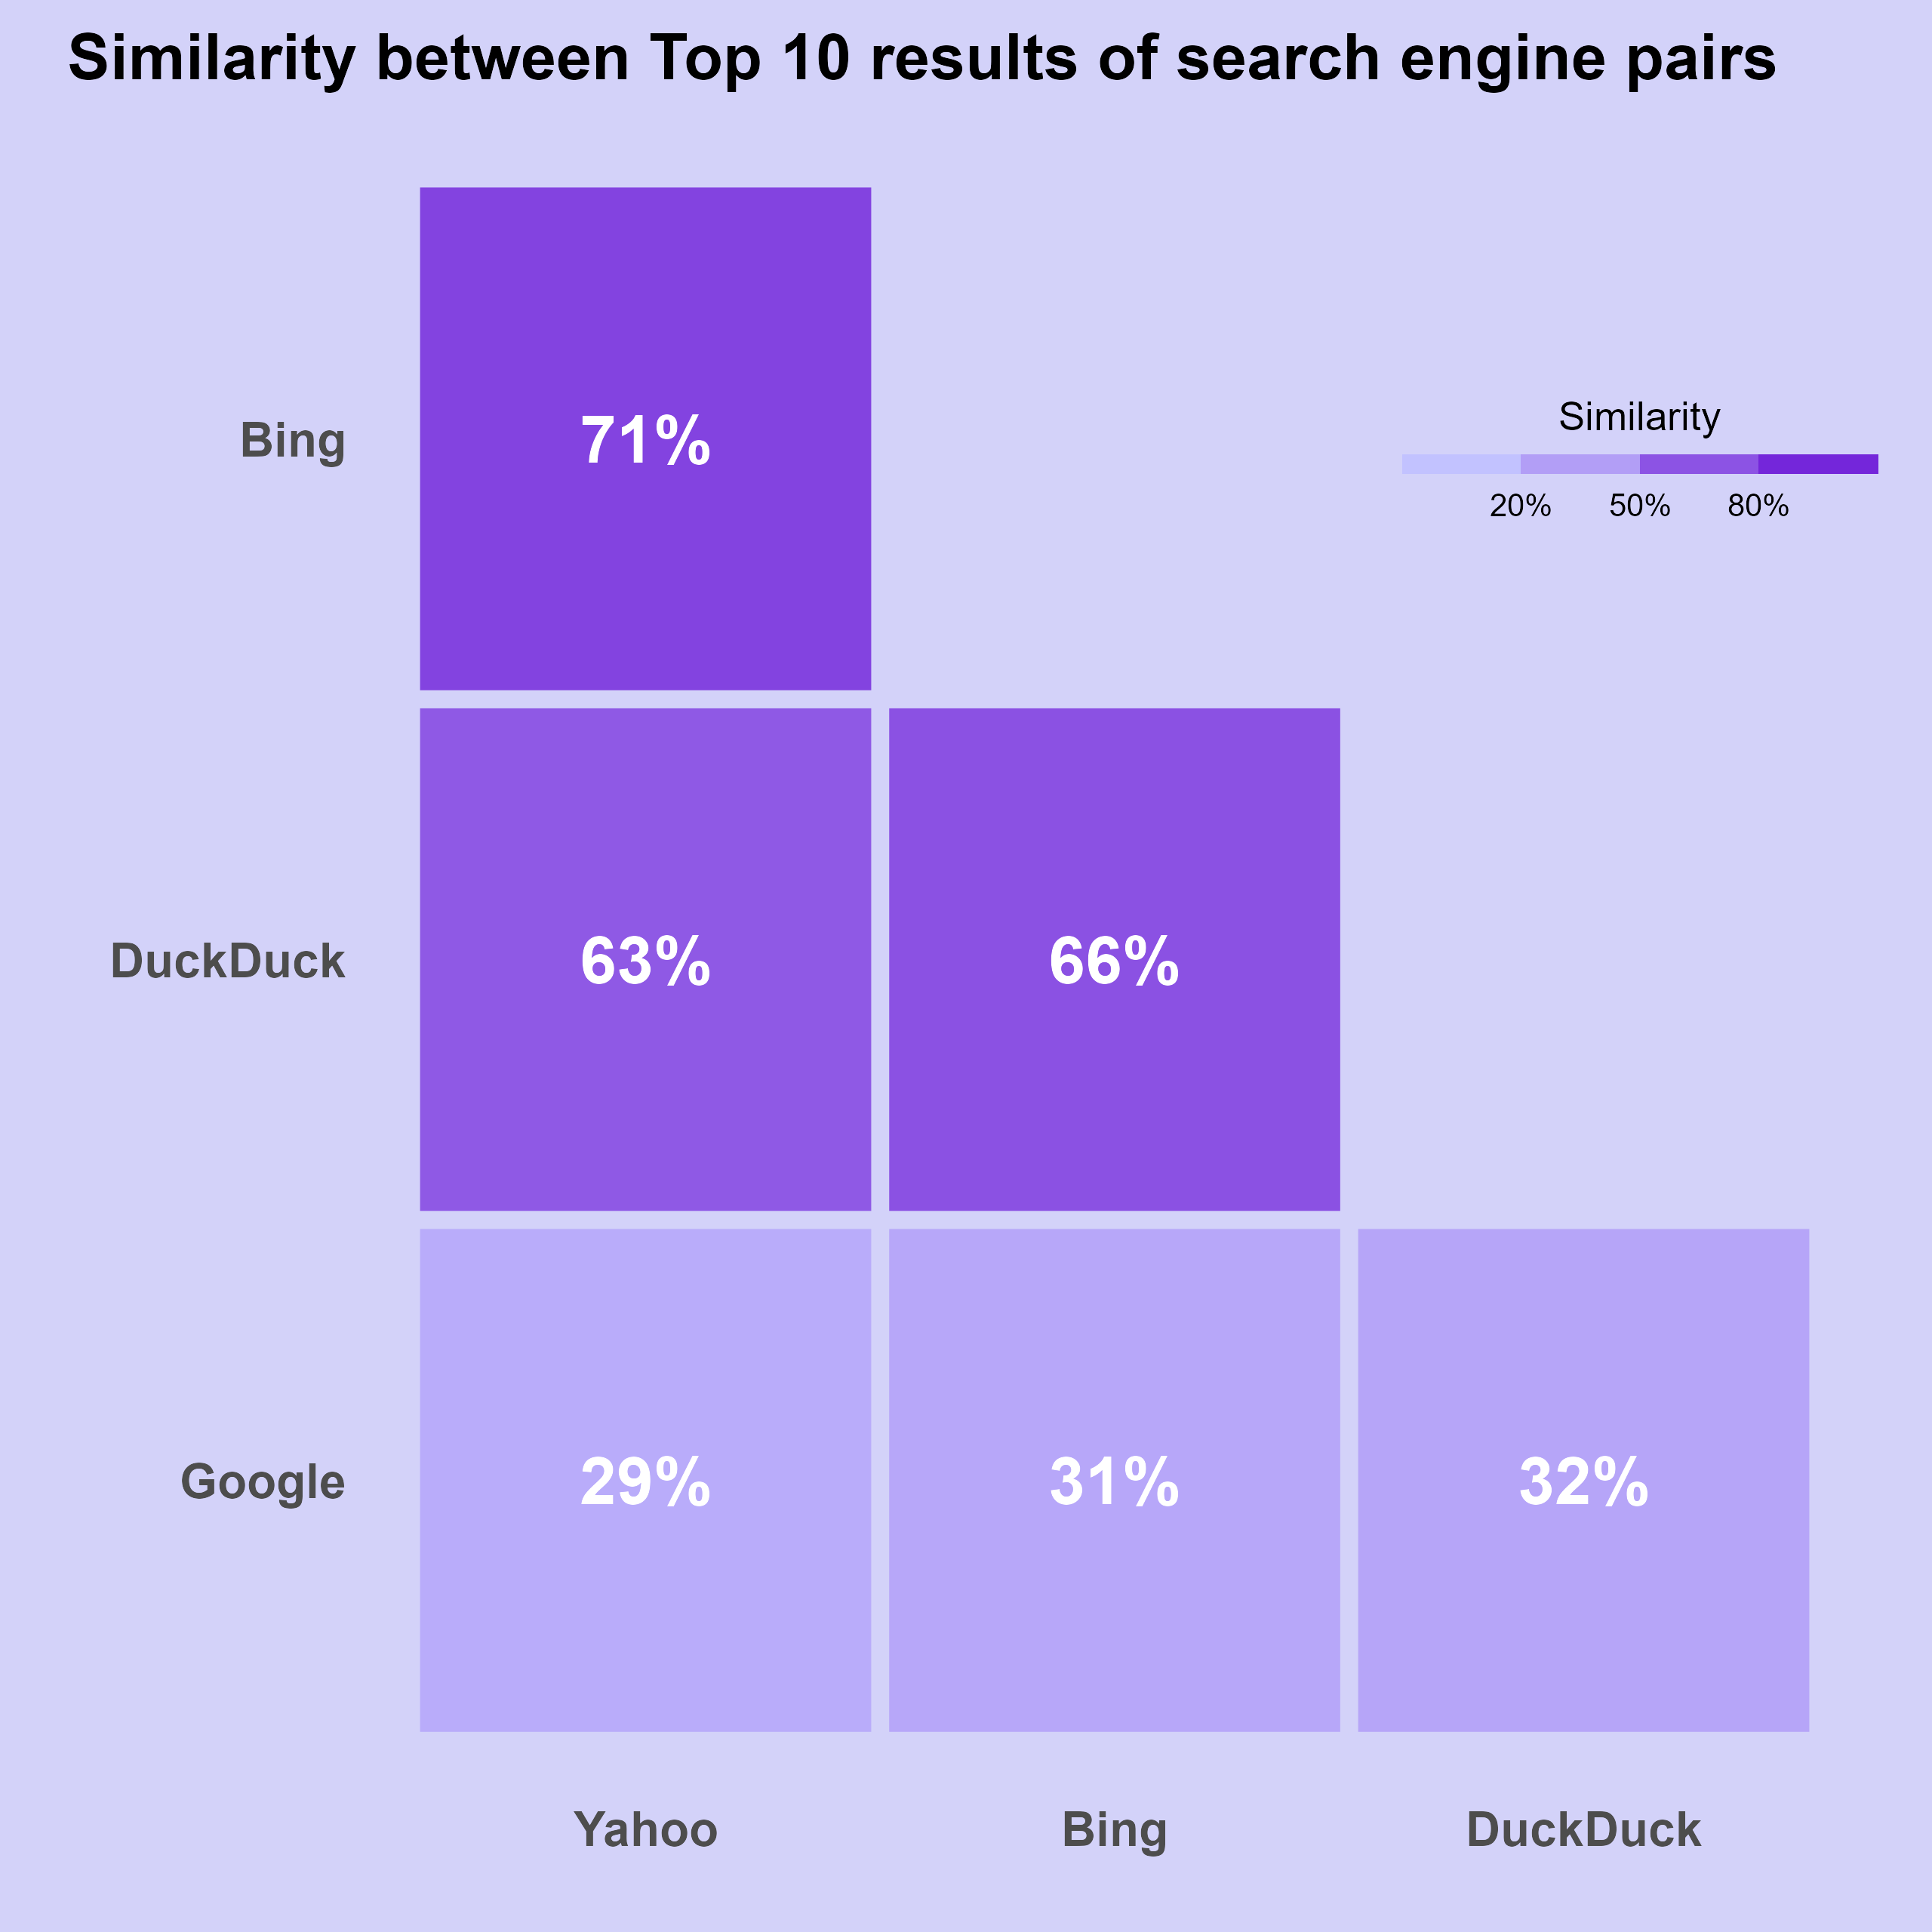 Similarity between Top 10 results of search engine pairs
Bing
71%
Similarity
20% 50% 80%
DuckDuck
63% 66%
Google
29% 31% 32%
Yahoo Bing DuckDuck